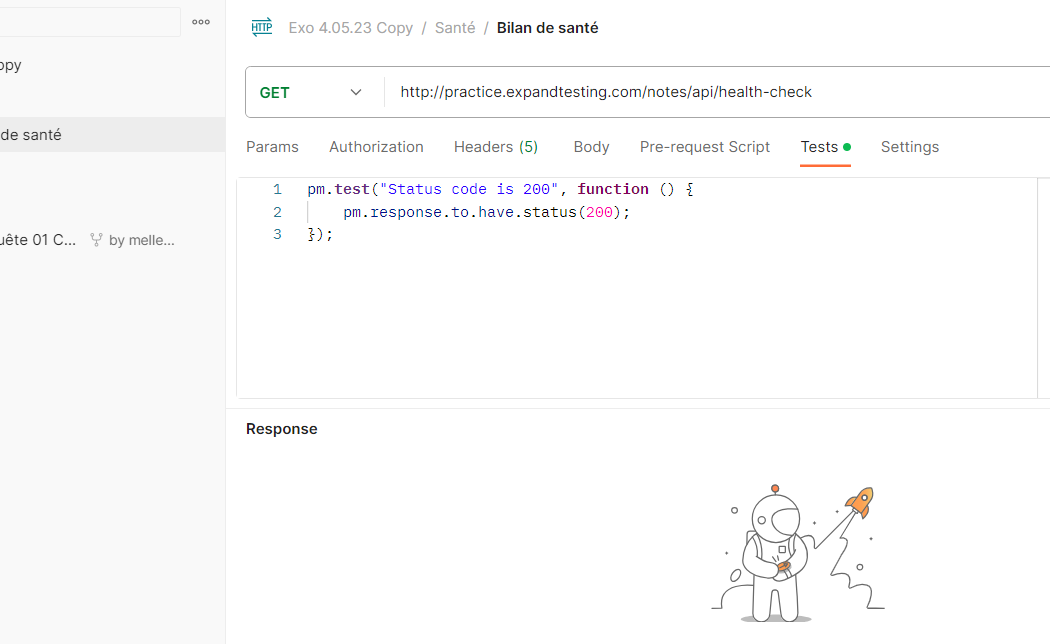 HTTP Exo 4.05.23 Copy / Santé / Bilan de santé
opy
GET http://practice.expandtesting.com/notes/api/health-check
de santé
Params Authorization Headers (5) Body Pre-request Script Tests Settings
1 pm.test("Status code is 200", function () {
2 pm.response.to.have.status(200);
3 });
uête 01 C... by melle...
Response